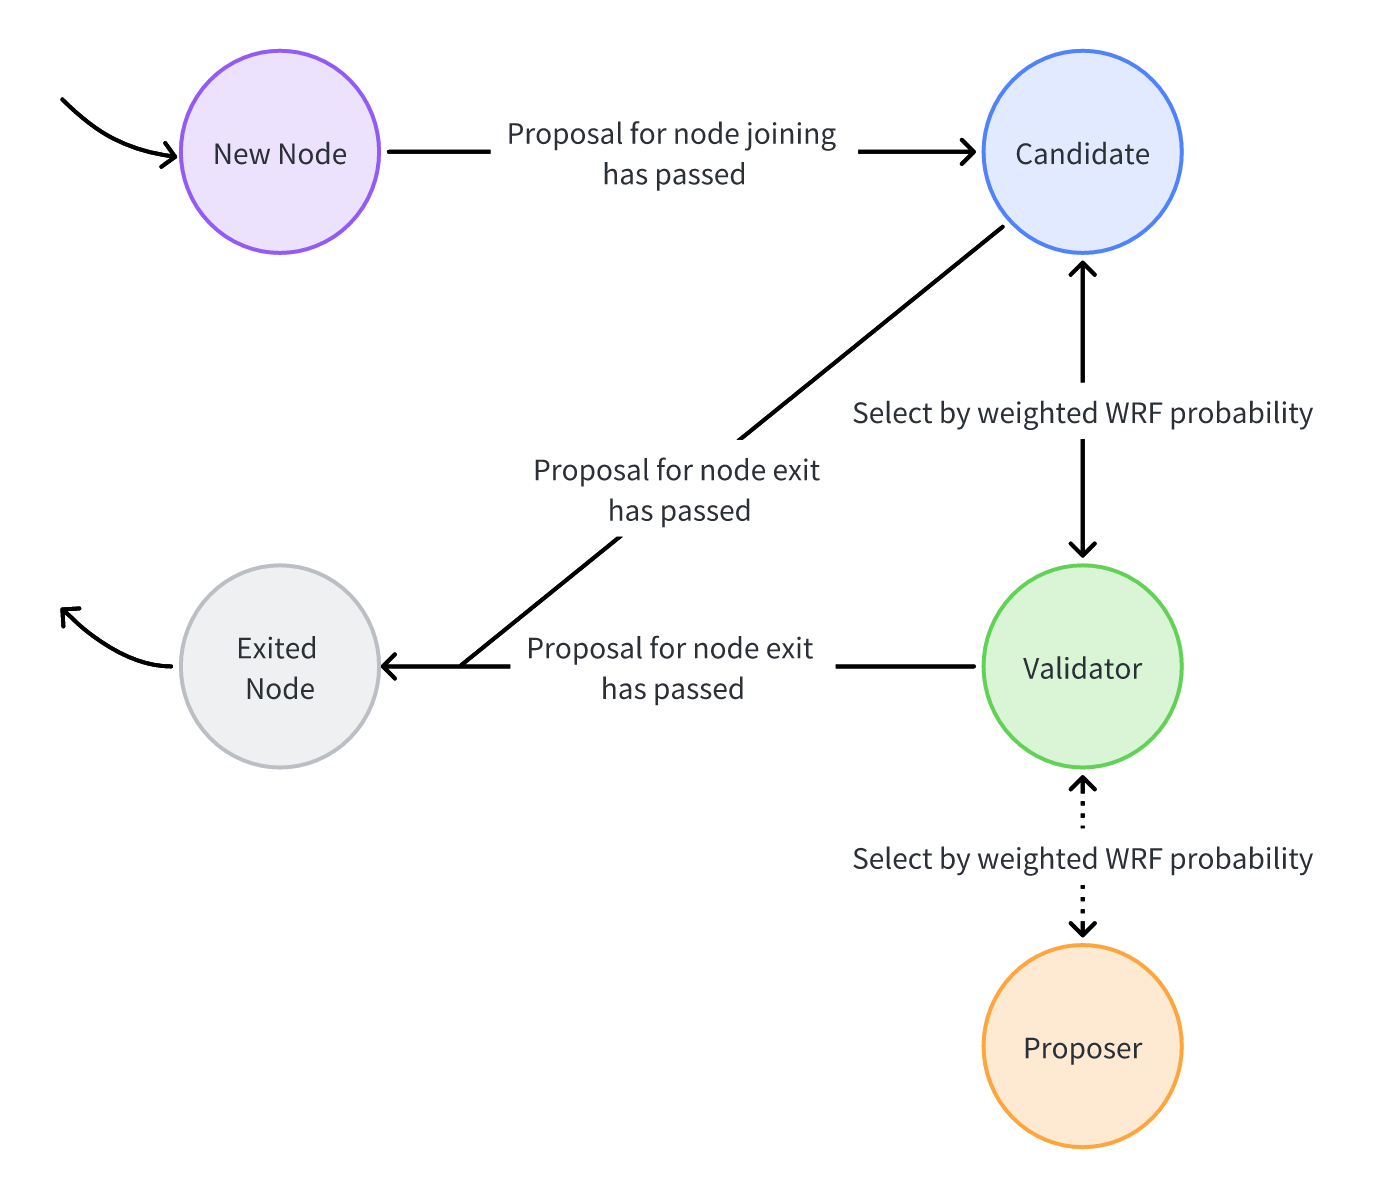 New Node
Proposal for node joining
has passed
Candidate
Select by weighted WRF probability
Proposal for node exit
has passed
Exited
Node
Proposal for node exit
has passed
Validator
Select by weighted WRF probability
Proposer